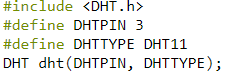 #include <DHT.h>
#define DHTPIN 3
#define DHTTYPE DHT11
DHT dht(DHTPIN, DHTTYPE);